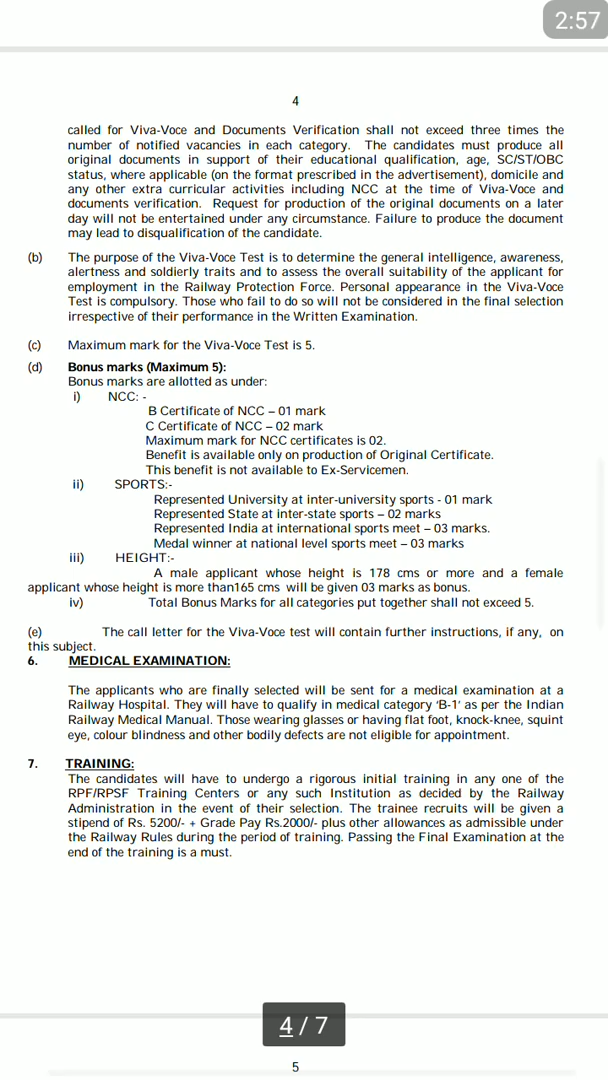 2:57
4
called for Viva-Voce and Documents Verification shall not exceed three times the
number of notified vacancies in each category. The candidates must produce all
original documents in support of their educational qualification, age, SC/ST/OBC
status, where applicable (on the format prescribed in the advertisement), domicile and
any other extra curricular activities including NCC at the time of Viva-Voce and
documents verification. Request for production of the original documents on a later
day will not be entertained under any circumstance. Failure to produce the document
may lead to disqualification of the candidate.
(b) The purpose of the Viva-Voce Test is to determine the general intelligence, awareness,
alertness and soldierly traits and to assess the overall suitability of the applicant for
employment in the Railway Protection Force. Personal appearance in the Viva-Voce
Test is compulsory. Those who fail to do so will not be considered in the final selection
irrespective of their performance in the Written Examination.
(c) Maximum mark for the Viva-Voce Test is 5.
(d) Bonus marks (Maximum 5):
Bonus marks are allotted as under:
i) NCC: -
B Certificate of NCC – 01 mark
C Certificate of NCC – 02 mark
Maximum mark for NCC certificates is 02.
Benefit is available only on production of Original Certificate.
This benefit is not available to Ex-Servicemen.
ii) SPORTS:-
Represented University at inter-university sports - 01 mark
Represented State at inter-state sports – 02 marks
Represented India at international sports meet – 03 marks.
Medal winner at national level sports meet – 03 marks
iii) HEIGHT:-
A male applicant whose height is 178 cms or more and a female
applicant whose height is more than165 cms will be given 03 marks as bonus.
iv) Total Bonus Marks for all categories put together shall not exceed 5.
(e) The call letter for the Viva-Voce test will contain further instructions, if any, on
this subject.
6. MEDICAL EXAMINATION:
The applicants who are finally selected will be sent for a medical examination at a
Railway Hospital. They will have to qualify in medical category ‘B-1’ as per the Indian
Railway Medical Manual. Those wearing glasses or having flat foot, knock-knee, squint
eye, colour blindness and other bodily defects are not eligible for appointment.
7. TRAINING:
The candidates will have to undergo a rigorous initial training in any one of the
RPF/RPSF Training Centers or any such Institution as decided by the Railway
Administration in the event of their selection. The trainee recruits will be given a
stipend of Rs. 5200/- + Grade Pay Rs.2000/- plus other allowances as admissible under
the Railway Rules during the period of training. Passing the Final Examination at the
end of the training is a must.
4 / 7
5